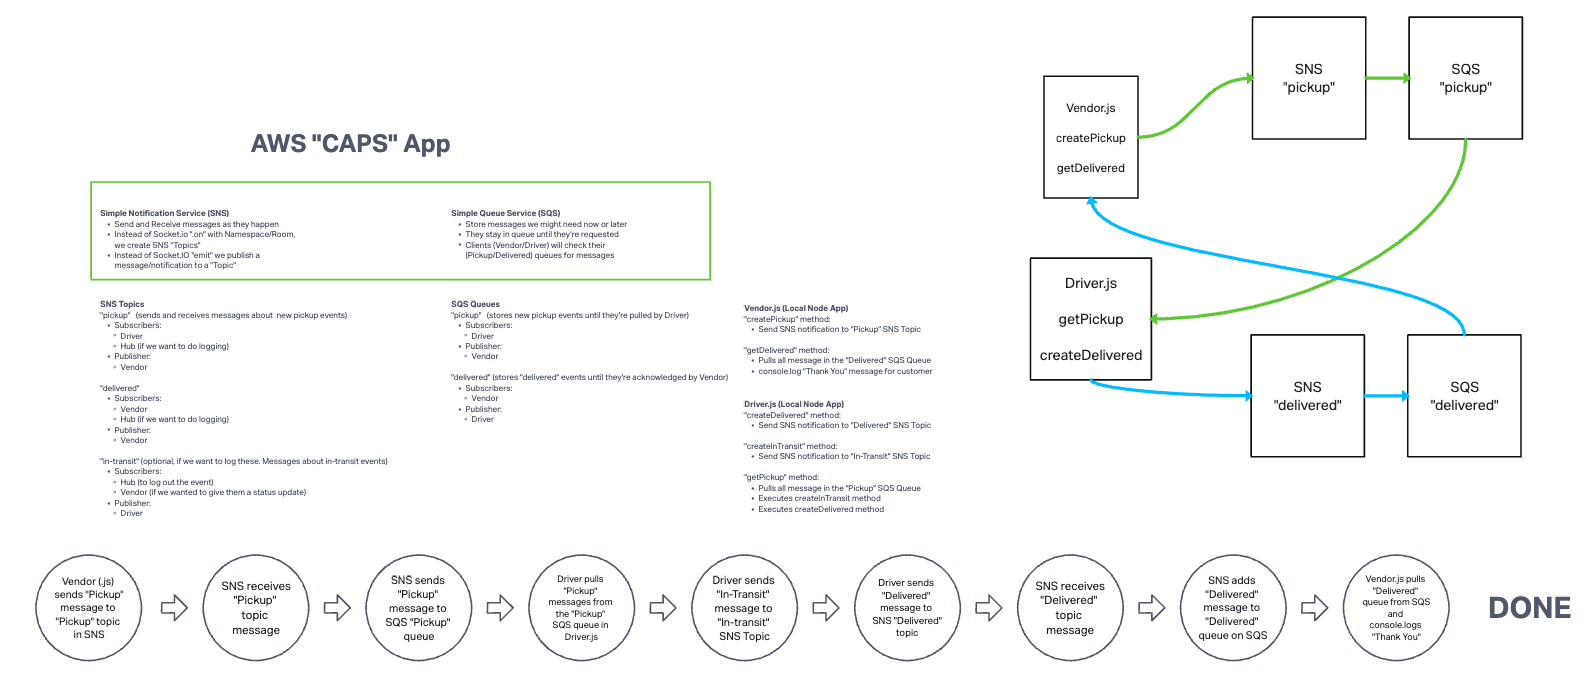 AWS "CAPS" App
Simple Notification Service (SNS)
• Send and Receive messages as they happen
• Instead of Socket.io ".on" with Namespace/Room,
we create SNS "Topics"
• Instead of Socket.IO "emit" we publish a
message/notification to a "Topic"
Simple Queue Service (SQS)
• Store messages we might need now or later
• They stay in queue until they're requested
• Clients (Vendor/Driver) will check their
(Pickup/Delivered) queues for messages
SNS Topics
"pickup" (sends and receives messages about new pickup events)
• Subscribers:
◦ Driver
◦ Hub (if we want to do logging)
• Publisher:
◦ Vendor
"delivered"
• Subscribers:
◦ Vendor
◦ Hub (if we want to do logging)
• Publisher:
◦ Vendor
"in-transit" (optional, if we want to log these. Messages about in-transit events)
• Subscribers:
◦ Hub (to log out the event)
◦ Vendor (if we wanted to give them a status update)
• Publisher:
◦ Driver
SQS Queues
"pickup" (stores new pickup events until they're pulled by Driver)
• Subscribers:
◦ Driver
• Publisher:
◦ Vendor
"delivered" (stores "delivered" events until they're acknowledged by Vendor)
• Subscribers:
◦ Vendor
• Publisher:
◦ Driver
Vendor.js (Local Node App)
"createPickup" method:
• Send SNS notification to "Pickup" SNS Topic
"getDelivered" method:
• Pulls all message in the "Delivered" SQS Queue
• console.log "Thank You" message for customer
Driver.js (Local Node App)
"createDelivered" method:
• Send SNS notification to "Delivered" SNS Topic
"createInTransit" method:
• Send SNS notification to "In-Transit" SNS Topic
"getPickup" method:
• Pulls all message in the "Pickup" SQS Queue
• Executes createInTransit method
• Executes createDelivered method
Vendor.js
createPickup
getDelivered
SNS
"pickup"
SQS
"pickup"
Driver.js
getPickup
createDelivered
SNS
"delivered"
SQS
"delivered"
Vendor (.js)
sends "Pickup"
message to
"Pickup" topic
in SNS
SNS receives
"Pickup"
topic
message
SNS sends
"Pickup"
message to
SQS "Pickup"
queue
Driver pulls
"Pickup"
messages from
the "Pickup"
SQS queue in
Driver.js
Driver sends
"In-Transit"
message to
"In-transit"
SNS Topic
Driver sends
"Delivered"
message to
SNS "Delivered"
topic
SNS receives
"Delivered"
topic
message
SNS adds
"Delivered"
message to
"Delivered"
queue on SQS
Vendor.js pulls
"Delivered"
queue from SQS
and
console.logs
"Thank You"
DONE